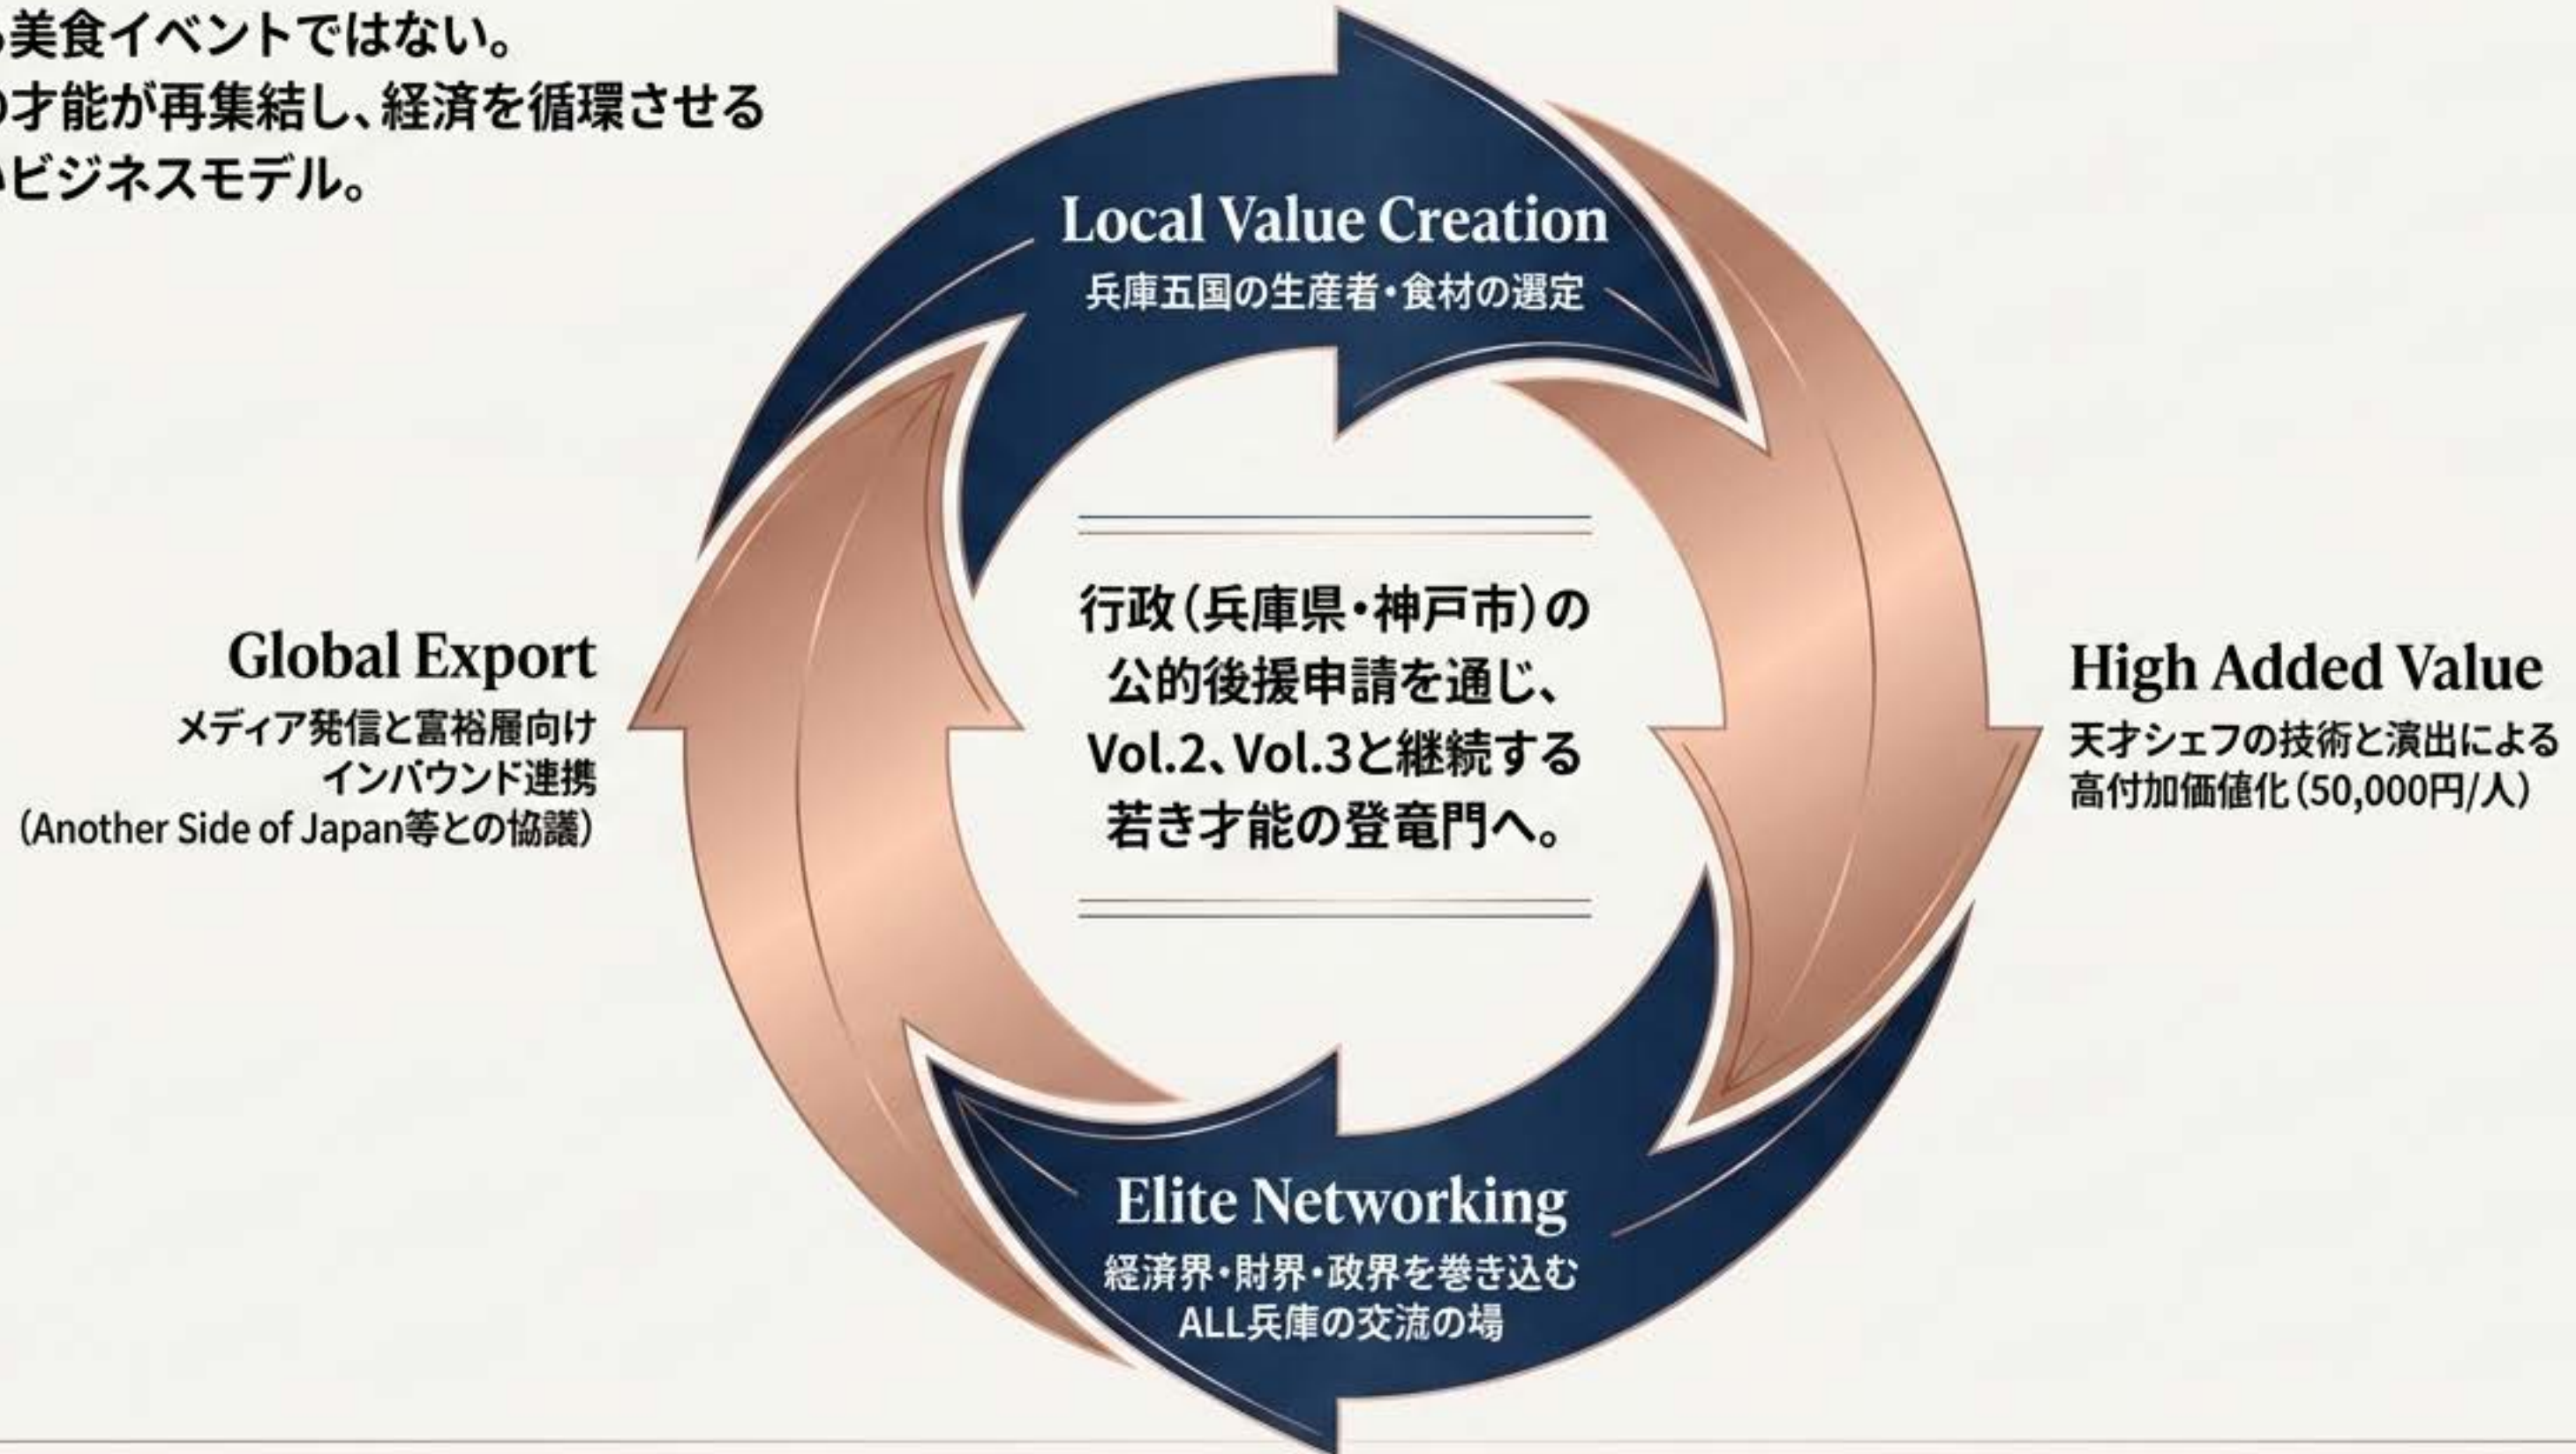 美食イベントではない。
才能が再集結し、経済を循環させる
ビジネスモデル。
Local Value Creation
兵庫五国の生産者・食材の選定
行政（兵庫県・神戸市）の
公的後援申請を通じ、
Vol.2、Vol.3と継続する
若き才能の登竜門へ。
Global Export
メディア発信と富裕層向け
インバウンド連携
（Another Side of Japan等との協議）
High Added Value
天才シェフの技術と演出による
高付加価値化（50,000円/人）
Elite Networking
経済界・財界・政界を巻き込む
ALL兵庫の交流の場